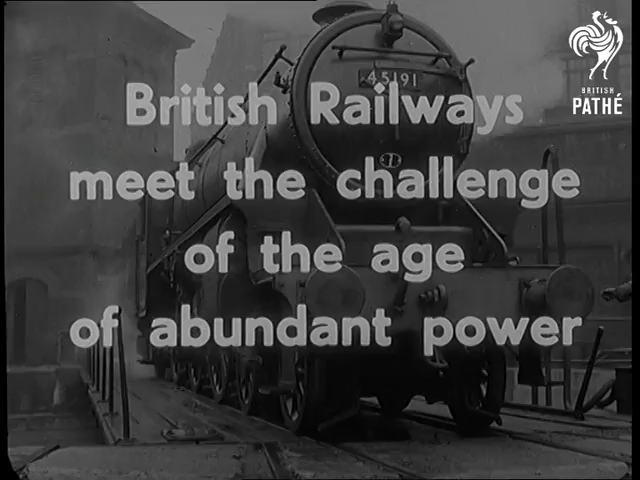 45191
British Railways
meet the challenge
of the age
of abundant power
BRITISH
PATHÉ